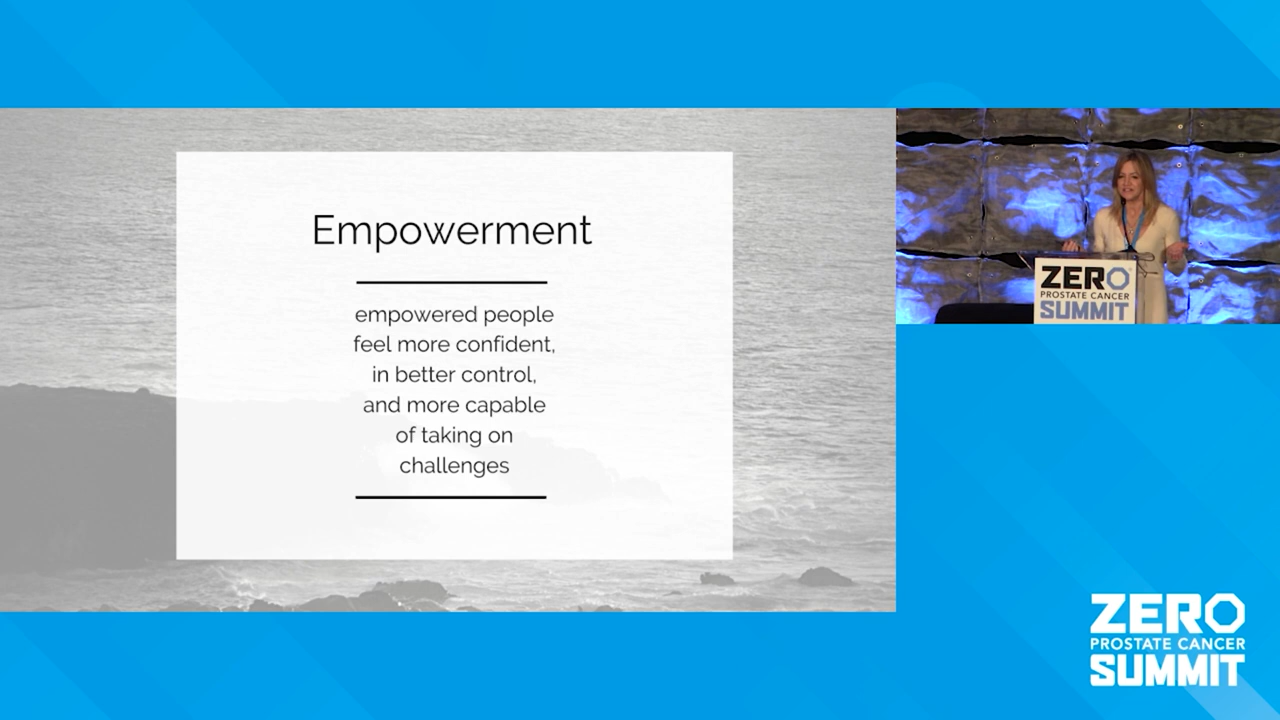 Empowerment
empowered people
feel more confident,
in better control,
and more capable
of taking on
challenges
ZERO
PROSTATE CANCER
SUMMIT
ZERO
PROSTATE CANCER
SUMMIT